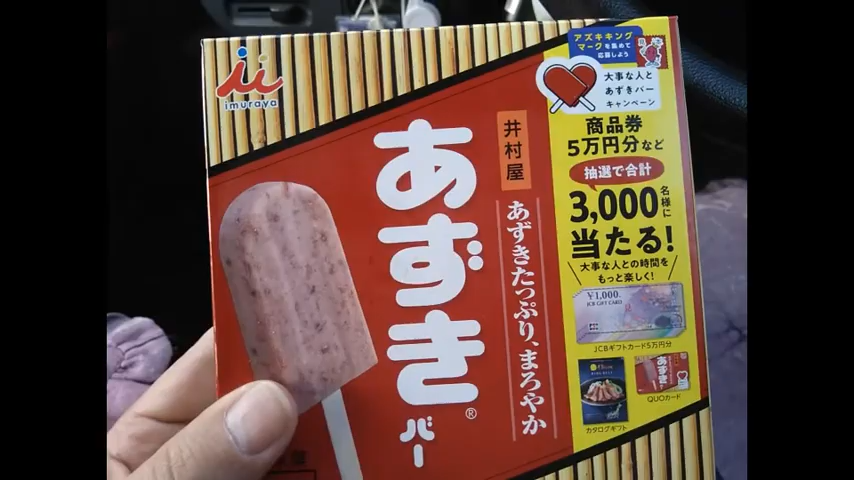 imuraya
あずきバー®
井村屋
あずきたっぷり、まろやか
アズキキング
マークを集めて
応募しよう
大事な人と
あずきバー
キャンペーン
商品券
5万円分など
抽選で合計
3,000名様に
当たる!
大事な人との時間を
もっと楽しく!
¥1,000
JCB GIFT CARD
JCBギフトカード5万円分
カタログギフト
あずき
QUOカード